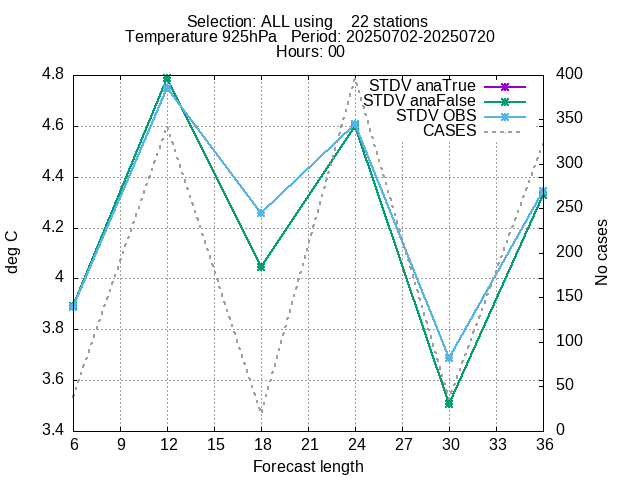 Selection: ALL using    22 stations
Temperature 925hPa   Period: 20250702-20250720
Hours: 00
STDV anaTrue
STDV anaFalse
STDV OBS
CASES
4.8
4.6
4.4
4.2
4
3.8
3.6
3.4
deg C
400
350
300
250
200
150
100
50
0
No cases
6 9 12 15 18 21 24 27 30 33 36
Forecast length